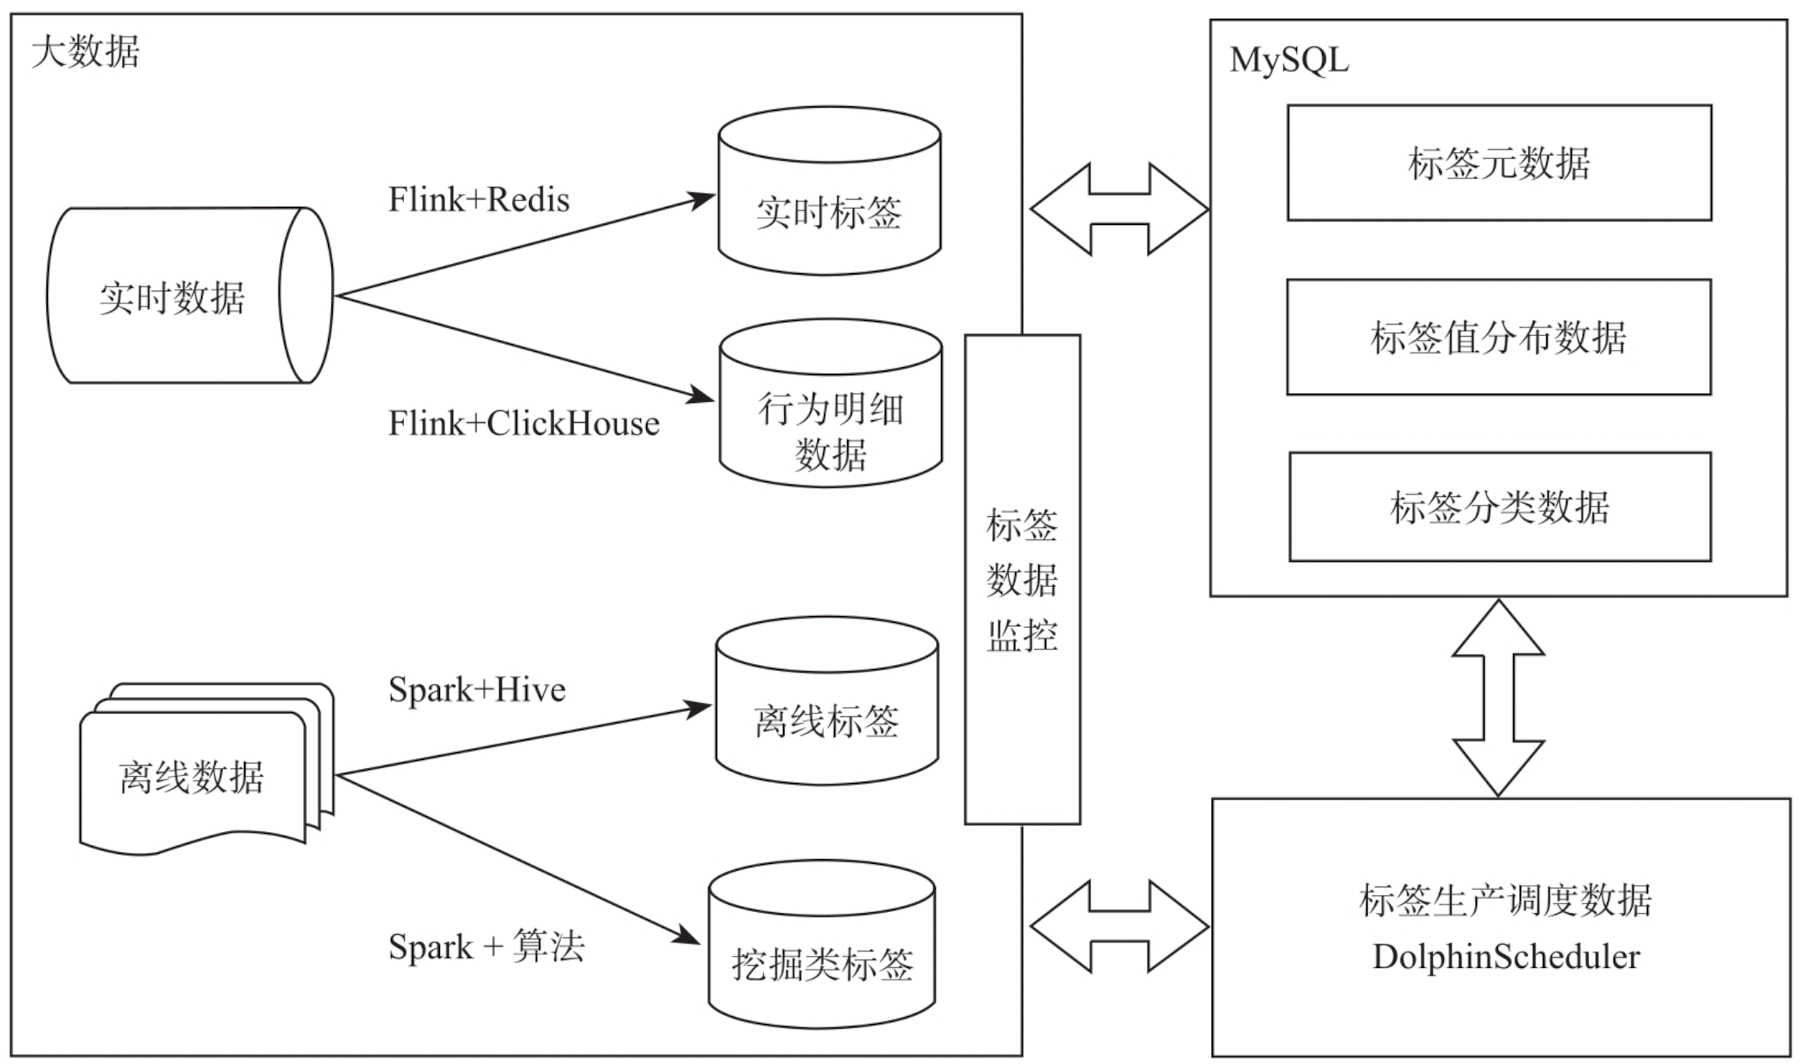 大数据
Flink+Redis
实时标签
实时数据
Flink+ClickHouse
行为明细
数据
标签
数据
监控
Spark+Hive
离线标签
离线数据
Spark + 算法
挖掘类标签
MySQL
标签元数据
标签值分布数据
标签分类数据
标签生产调度数据
DolphinScheduler